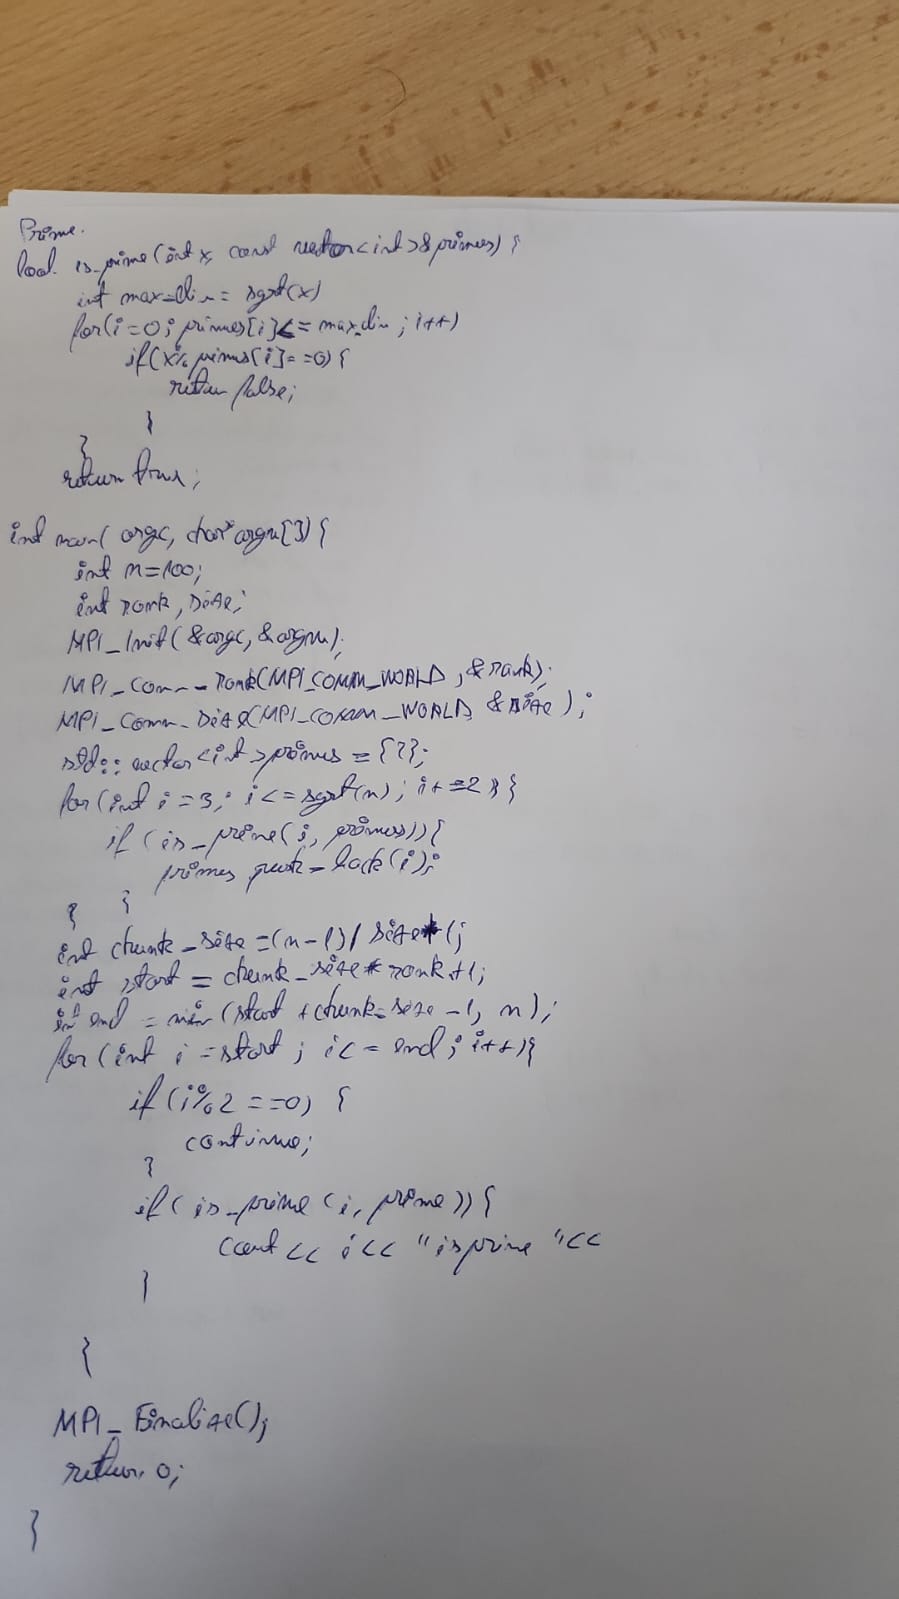 Prime.
bool is_prime(int x, const vector<int>& primes) {
int max_div = sqrt(x)
for(i=0; primes[i]<= max_div; i++)
if(x% primes[i]==0) {
return false;
}
}
return true;
int main( argc, char* argv[3) {
int n=100;
int rank, size;
MPI_Init(&argc, &argv);
MPI_Comm_rank(MPI_COMM_WORLD, &rank);
MPI_Comm_size(MPI_COMM_WORLD, &size);
std::vector<int>primes = {2};
for(int i=3; i<=sqrt(n); i+=2){
if (is_prime(i, primes)){
primes push_back(i);
} }
int chunk_size =(n-1)/ size+1;
int start = chunk_size* rank+1;
int end = min (start + chunk_size -1, n);
for (int i =start; i<= end; i++){
if (i%2 ==0) {
continue;
}
if( is_prime (i, prime)) {
cout << i<< "is prime "<<
}
}
MPI_Finalize();
return 0;
}